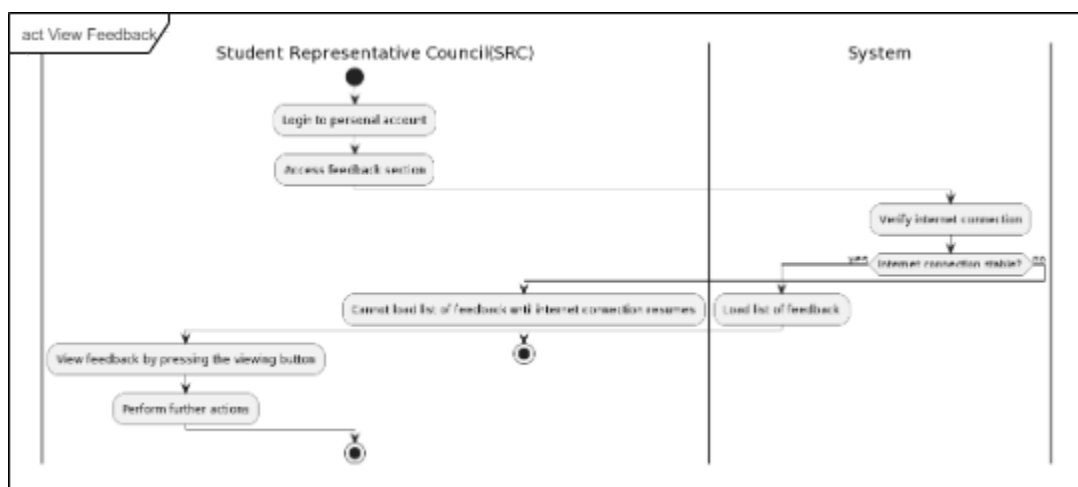 act View Feedback
Student Representative Council(SRC)
System
Login to personal account
Access feedback section
Verify internet connection
yes
Internet connection stable?
no
Cannot load list of feedback until internet connection resumes
Load list of feedback
View feedback by pressing the viewing button
Perform further actions